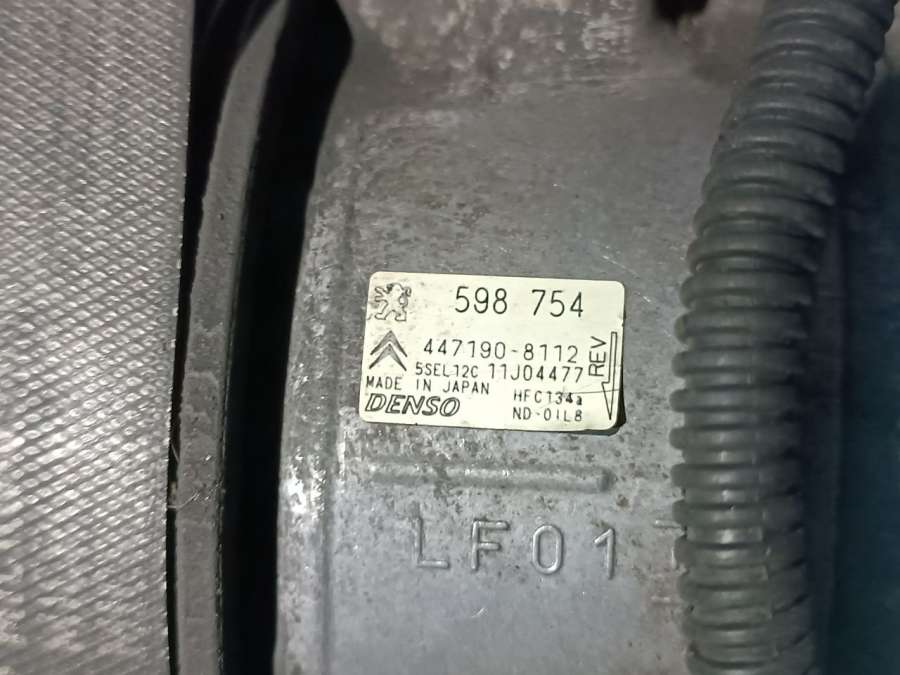 598 754
447190-8112
5SEL12C 11J04477
REV
MADE IN JAPAN
HFC134a
DENSO
ND-OIL8
LF01